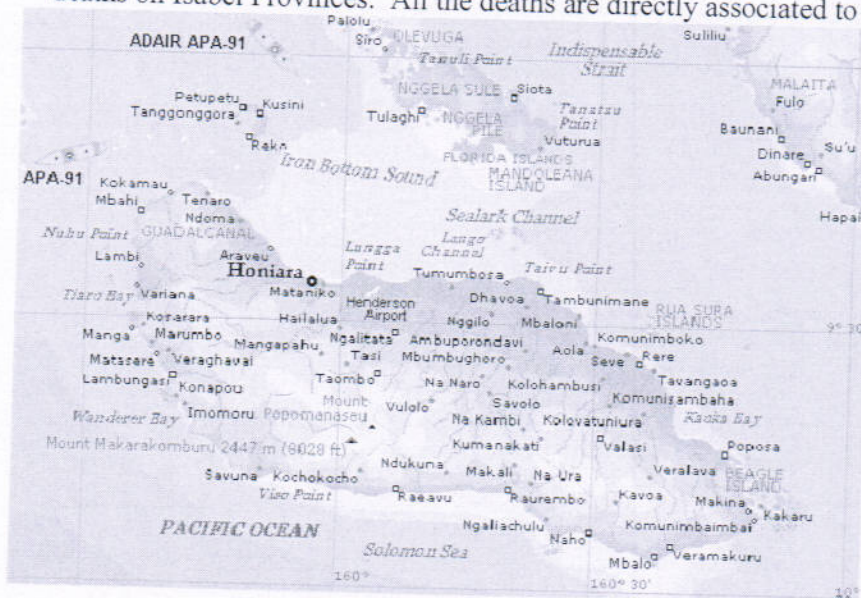 deaths on Isabel Provinces. All the deaths are directly associated to
Palolu
OLEVUGA
Suliliu
ADAIR APA-91
Siro
Tanuli Point
Indispensable
Strait
MALAITA
NGGELA SULE
Siota
Fulo
Petupetu
Kusini
Tanggonggora
Tulaghi
NGGELA
PILE
Tanatau
Point
Baunani
Su'u
Vuturua
Dinare
Iron Bottom Sound
FLORIDA ISLANDS
Abungari
MANDOLEANA
ISLAND
APA-91
Kokamau
Mbahi
Tenaro
Ndoma
Sealark Channel
Hapai
Nuhu Point
GUADALCANAL
Lengo
Channel
Lambi
Araveu
Lungga
Point
Honiara
Tumumbosa
Taivu Point
Tiaro Bay
Variana
Mataniko
Henderson
Airport
Dhavoa
Tambunimane
RUA SURA
ISLANDS
Kosarara
Hailalua
Nggilo
Mbaloni
9° 30
Manga
Marumbo
Mangapahu
Ngalitata
Ambuporondavi
Komunimboko
Matasare
Veraghavai
Tasi
Mbumbughoro
Aola
Seve
Rere
Lambungasi
Konapou
Taombo
Na Naro
Kolohambusi
Tavangaoa
Imomoru
Mount
Popomanaseu
Vulolo
Savolo
Komunisambaha
Wanderer Bay
Na Kambi
Kolovatuniura
Kaoka Bay
Mount Makarakomburu 2447 m (8028 ft)
Kumanakati
Valasi
Poposa
Savuna
Kochokocho
Ndukuna
Makali
Na Ura
Veralava
BEAGLE
ISLAND
Viso Point
Raeavu
Raurembo
Kavoa
Makina
Kakaru
PACIFIC OCEAN
Ngaliachulu
Komunimbaimbai
Solomon Sea
Naho
Mbalo
Veramakuru
160°
160° 30'
10°